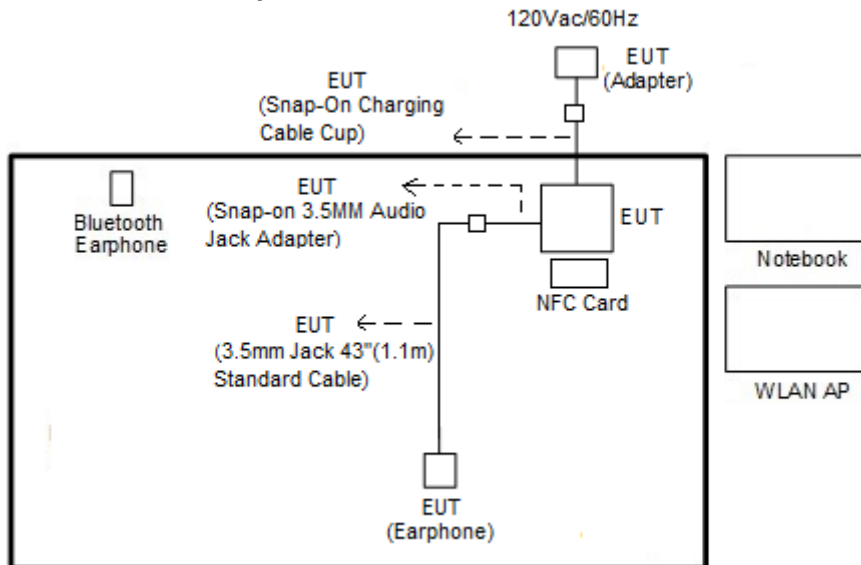 120Vac/60Hz
EUT
(Adapter)
EUT
(Snap-On Charging
Cable Cup)
Bluetooth
Earphone
EUT
(Snap-on 3.5MM Audio
Jack Adapter)
EUT
NFC Card
Notebook
EUT
(3.5mm Jack 43"(1.1m)
Standard Cable)
WLAN AP
EUT
(Earphone)